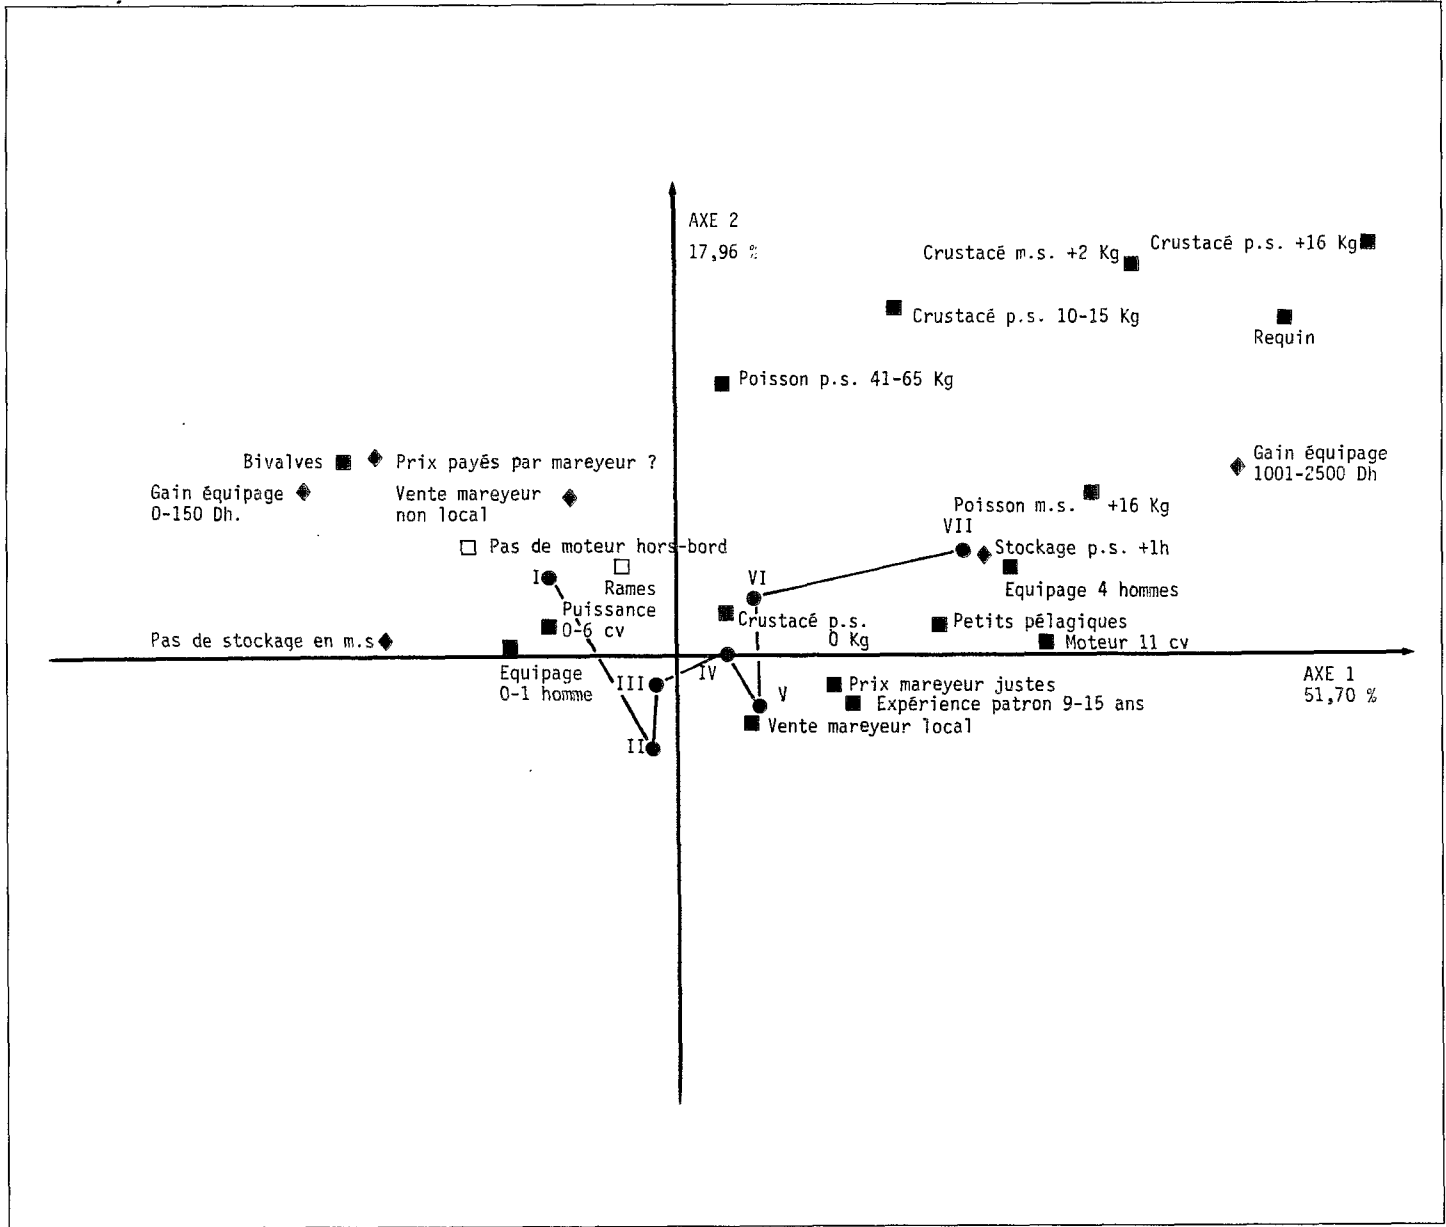 AXE 2
17,96 %
Crustacé m.s. +2 Kg
Crustacé p.s. +16 Kg
Crustacé p.s. 10-15 Kg
Requin
Poisson p.s. 41-65 Kg
Bivalves
Prix payés par mareyeur ?
Gain équipage
0-150 Dh.
Vente mareyeur
non local
Gain équipage
1001-2500 Dh
Poisson m.s. +16 Kg
VII
Pas de moteur hors-bord
Stockage p.s. +1h
I
Rames
VI
Equipage 4 hommes
Puissance
0-6 cv
Crustacé p.s.
0 Kg
Petits pélagiques
Pas de stockage en m.s
Moteur 11 cv
Equipage
0-1 homme
III
IV
V
Prix mareyeur justes
Expérience patron 9-15 ans
AXE 1
51,70 %
Vente mareyeur local
II